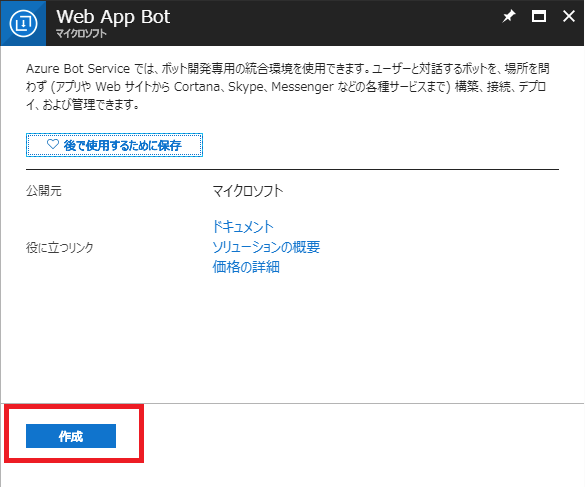 Web App Bot
マイクロソフト
Azure Bot Service では、ボット開発専用の統合環境を使用できます。ユーザーと対話するボットを、場所を問
わず (アプリや Web サイトから Cortana、Skype、Messenger などの各種サービスまで) 構築、接続、デプロ
イ、および管理できます。
後で使用するために保存
公開元 マイクロソフト
ドキュメント
役に立つリンク ソリューションの概要
価格の詳細
作成